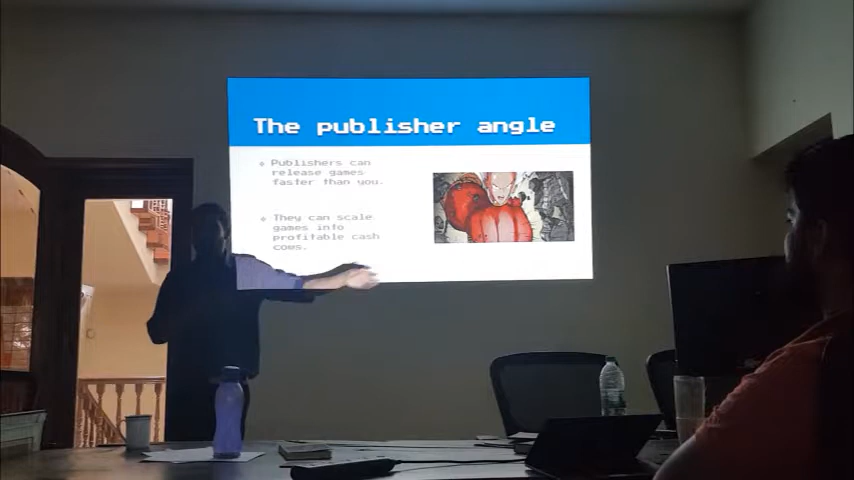 The publisher angle
Publishers can
release games
faster than you.
They can scale
games into
profitable cash
cows.